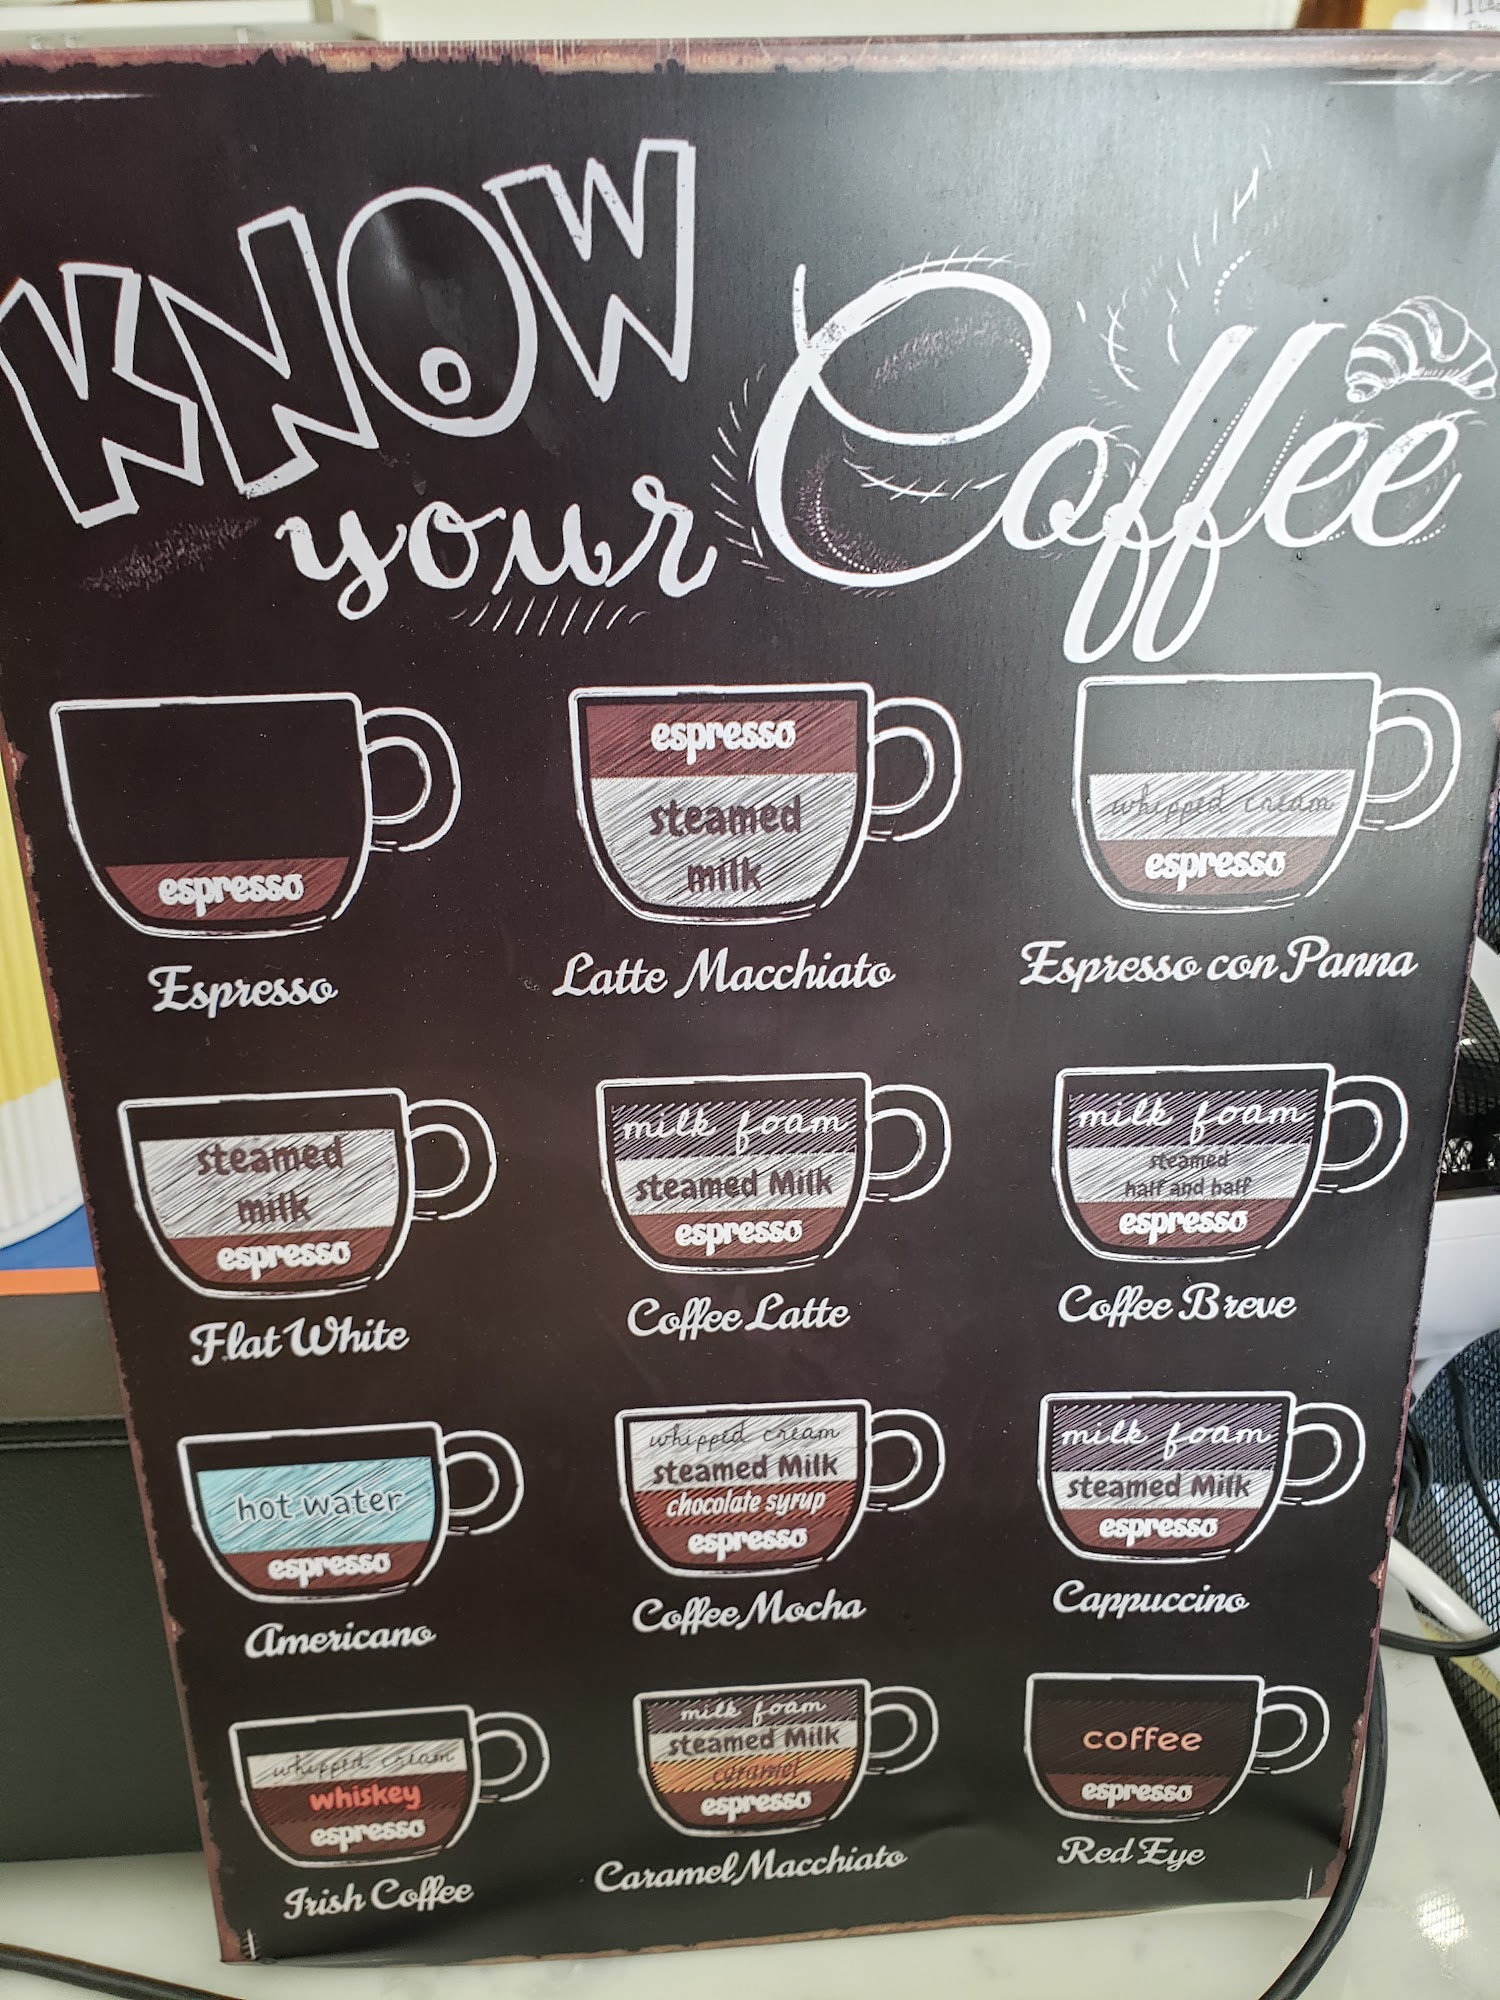 KNOW
your
Coffee
espresso
Espresso
espresso
steamed
milk
Latte Macchiato
whipped cream
espresso
Espresso con Panna
steamed
milk
espresso
Flat White
milk foam
steamed Milk
espresso
Coffee Latte
milk foam
steamed
half and half
espresso
Coffee Breve
hot water
espresso
Americano
whipped cream
steamed Milk
chocolate syrup
espresso
Coffee Mocha
milk foam
steamed Milk
espresso
Cappuccino
whipped cream
whiskey
espresso
Irish Coffee
milk foam
steamed Milk
caramel
espresso
Caramel Macchiato
coffee
espresso
Red Eye